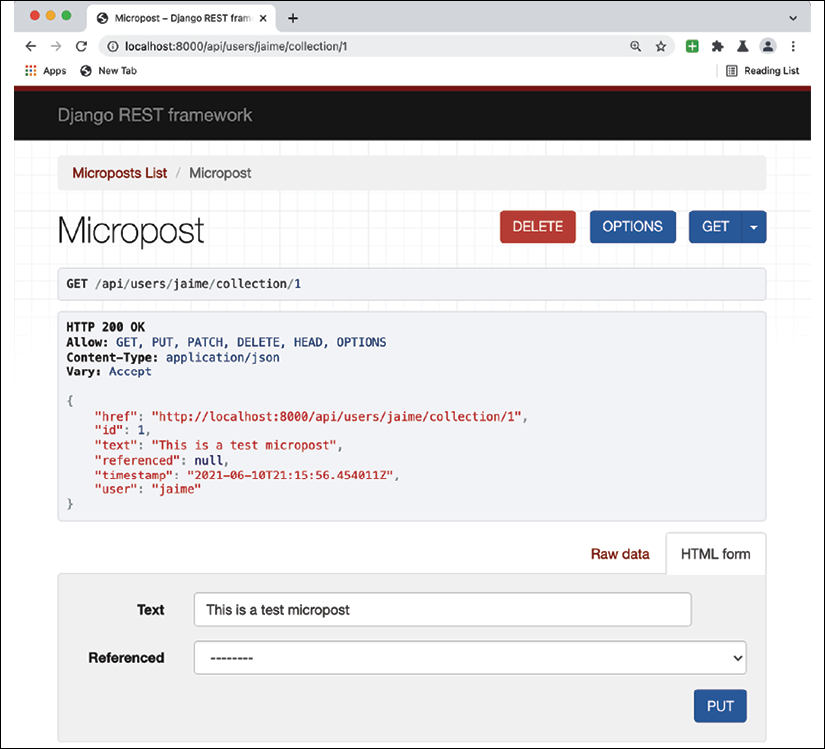 Micropost – Django REST fram
localhost:8000/api/users/jaime/collection/1
Apps New Tab Reading List
Django REST framework
Microposts List / Micropost
Micropost DELETE OPTIONS GET
GET /api/users/jaime/collection/1
HTTP 200 OK
Allow: GET, PUT, PATCH, DELETE, HEAD, OPTIONS
Content-Type: application/json
Vary: Accept
{
"href": "http://localhost:8000/api/users/jaime/collection/1",
"id": 1,
"text": "This is a test micropost",
"referenced": null,
"timestamp": "2021-06-10T21:15:56.454011Z",
"user": "jaime"
}
Raw data HTML form
Text This is a test micropost
Referenced --------
PUT